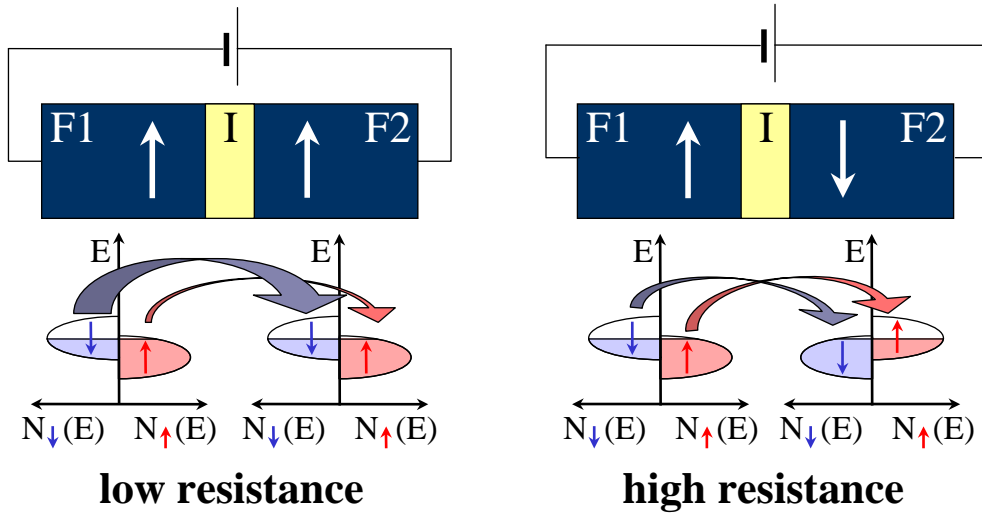 F1 I F2
F1 I F2
E E
E E
N↓(E) N↑(E) N↓(E) N↑(E)
N↓(E) N↑(E) N↓(E) N↑(E)
low resistance
high resistance